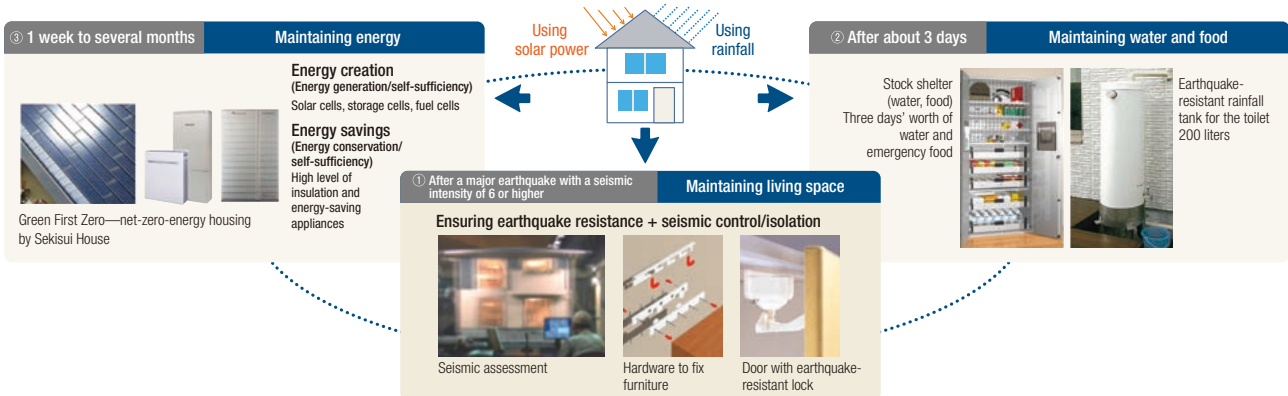 Using
solar power
Using
rainfall
③ 1 week to several months
Maintaining energy
Energy creation
(Energy generation/self-sufficiency)
Solar cells, storage cells, fuel cells
Energy savings
(Energy conservation/
self-sufficiency)
High level of
insulation and
energy-saving
appliances
Green First Zero—net-zero-energy housing
by Sekisui House
② After about 3 days
Maintaining water and food
Stock shelter
(water, food)
Three days’ worth of
water and
emergency food
Earthquake-
resistant rainfall
tank for the toilet
200 liters
① After a major earthquake with a seismic
intensity of 6 or higher
Maintaining living space
Ensuring earthquake resistance + seismic control/isolation
Seismic assessment
Hardware to fix
furniture
Door with earthquake-
resistant lock